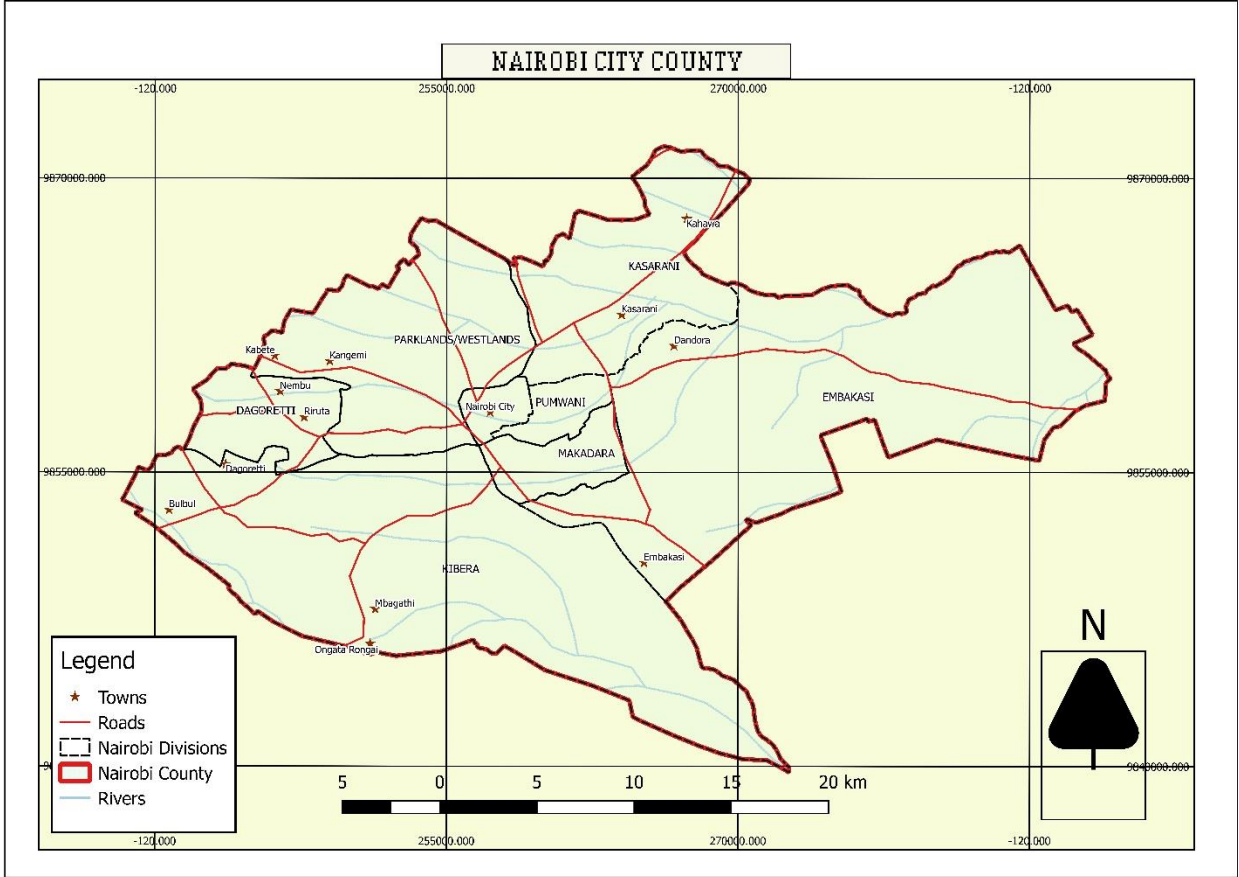 NAIROBI CITY COUNTY
-120.000 255000.000 270000.000 -120.000
9870000.000 9870000.000
Kahawa
KASARANI
Kasarani
PARKLANDS/WESTLANDS
Dandora
Kabete
Kangemi
Nembu
EMBAKASI
PUMWANI
Nairobi City
DAGORETTI
Riruta
MAKADARA
Dagoretti
9855000.000 9855000.000
Bulbul
Embakasi
KIBERA
Mbagathi
N
Ongata Rongai
Legend
Towns
Roads
Nairobi Divisions
Nairobi County
Rivers
9840000.000
5 0 5 10 15 20 km
-120.000 255000.000 270000.000 -120.000